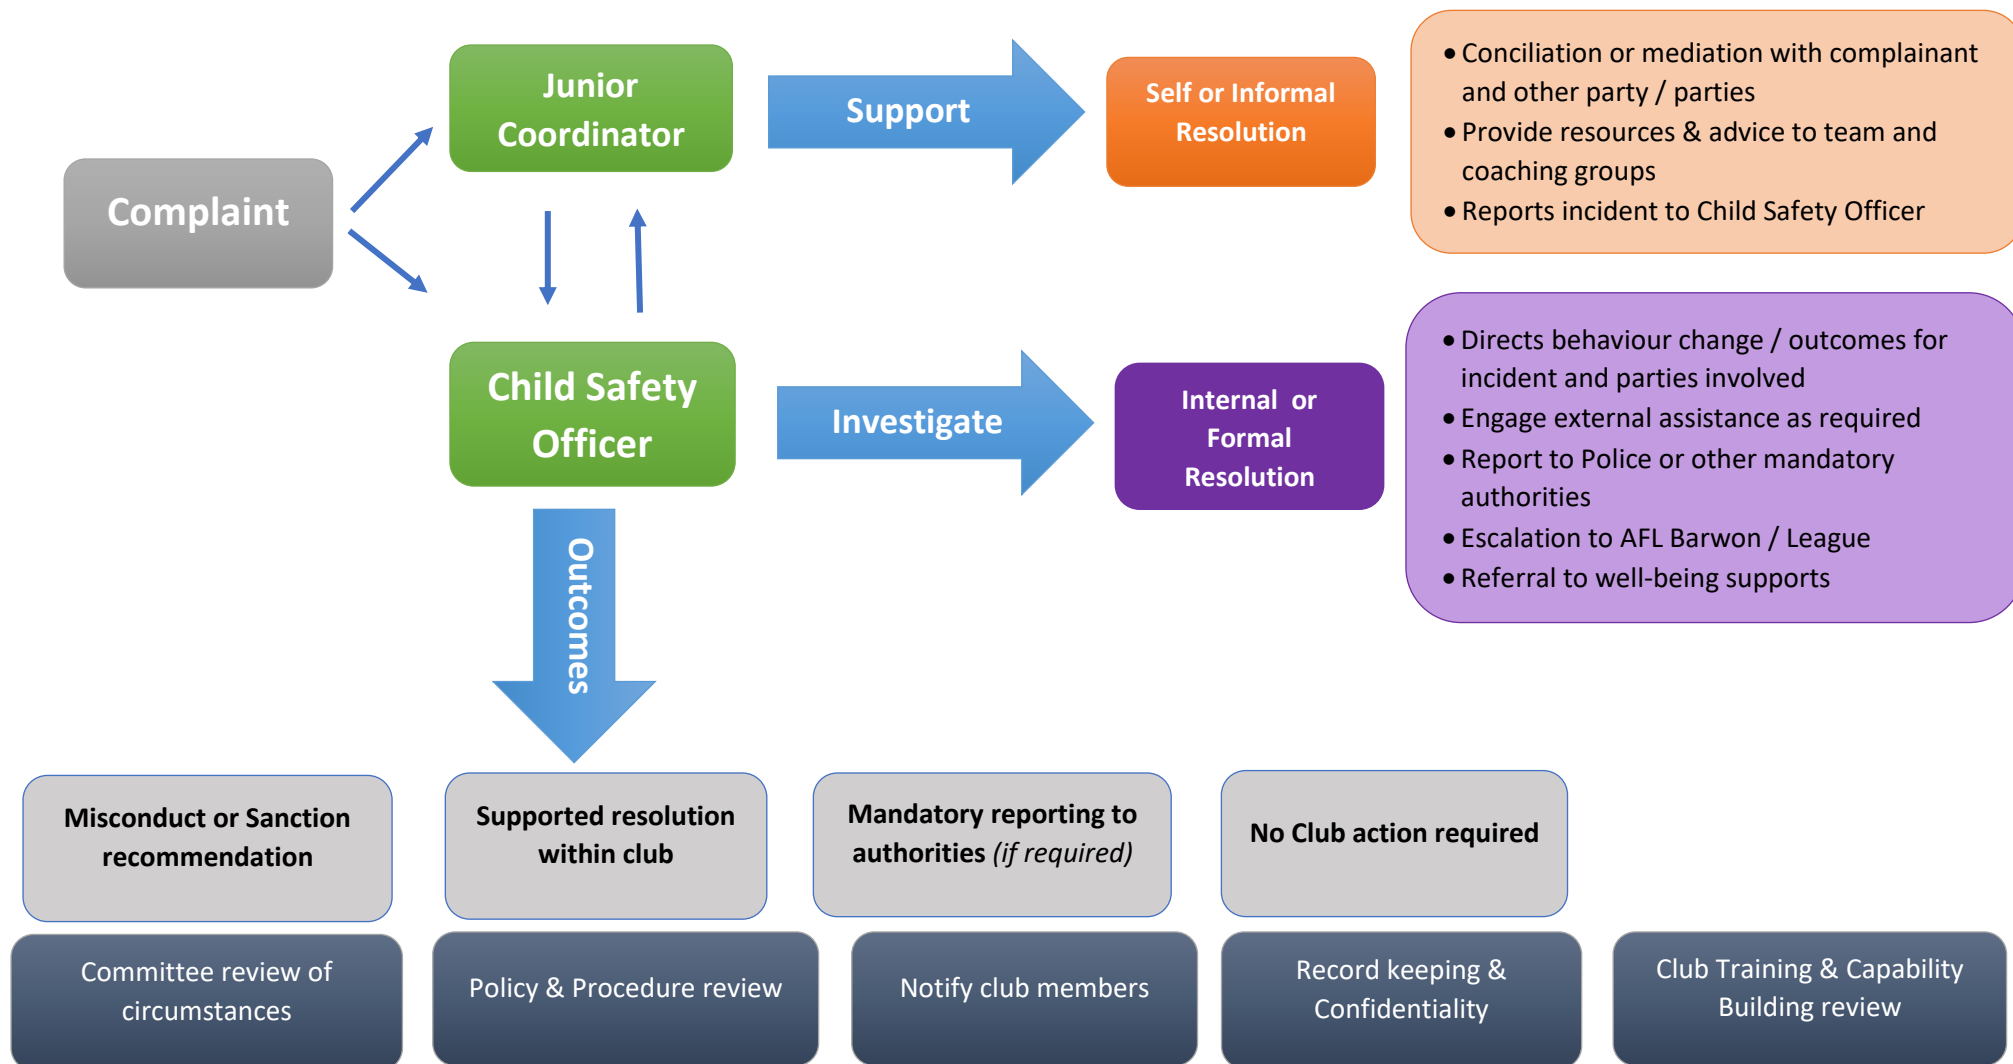 Complaint
Junior
Coordinator
Support
Self or Informal
Resolution
• Conciliation or mediation with complainant
and other party / parties
• Provide resources & advice to team and
coaching groups
• Reports incident to Child Safety Officer
Child Safety
Officer
Investigate
Internal or
Formal
Resolution
• Directs behaviour change / outcomes for
incident and parties involved
• Engage external assistance as required
• Report to Police or other mandatory
authorities
• Escalation to AFL Barwon / League
• Referral to well-being supports
Outcomes
Misconduct or Sanction
recommendation
Supported resolution
within club
Mandatory reporting to
authorities (if required)
No Club action required
Committee review of
circumstances
Policy & Procedure review
Notify club members
Record keeping &
Confidentiality
Club Training & Capability
Building review